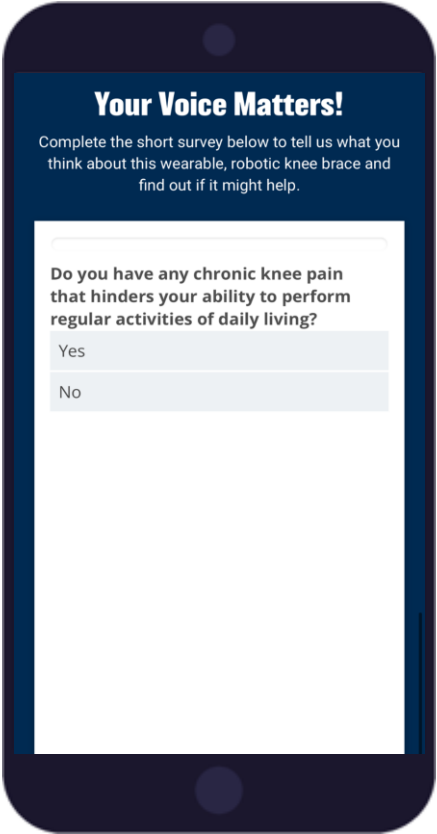 Your Voice Matters!
Complete the short survey below to tell us what you
think about this wearable, robotic knee brace and
find out if it might help.
Do you have any chronic knee pain
that hinders your ability to perform
regular activities of daily living?
Yes
No